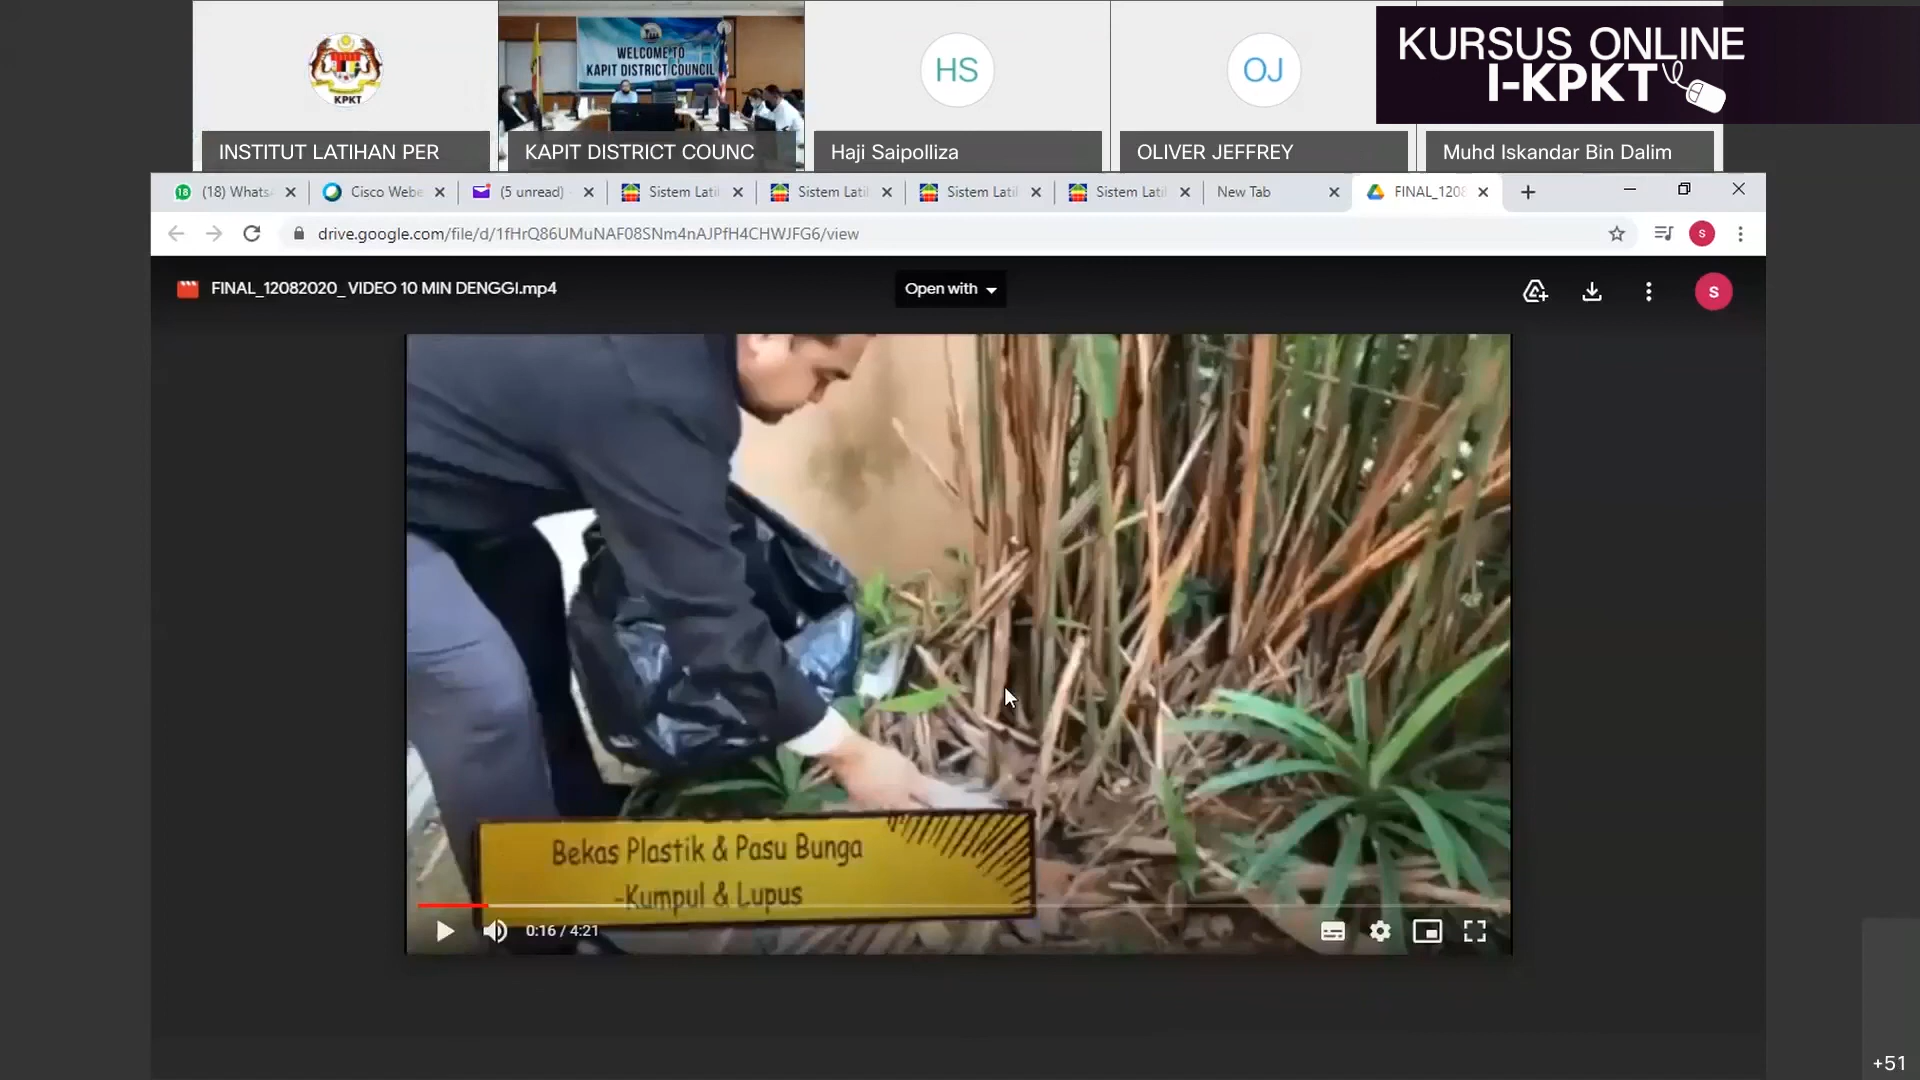 KURSUS ONLINE
I-KPKT
KPKT
WELCOME TO
KAPIT DISTRICT COUNCIL
INSTITUT LATIHAN PER
KAPIT DISTRICT COUNC
HS
Haji Saipolliza
OJ
OLIVER JEFFREY
Muhd Iskandar Bin Dalim
(18) Whats
Cisco Webe
(5 unread)
Sistem Lati
Sistem Lati
Sistem Lati
Sistem Lati
New Tab
FINAL_1208
drive.google.com/file/d/1fHrQ86UMuNAF08SNm4nAJPfH4CHWJFG6/view
S
FINAL_12082020_ VIDEO 10 MIN DENGGI.mp4
Open with
S
Bekas Plastik & Pasu Bunga
-Kumpul & Lupus
0:16 / 4:21
+51